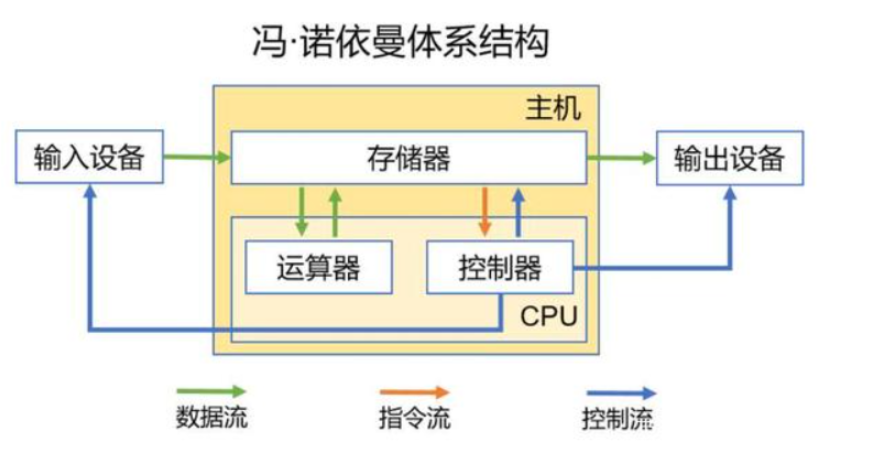 冯·诺依曼体系结构
主机
输入设备
存储器
输出设备
运算器
控制器
CPU
数据流
指令流
控制流